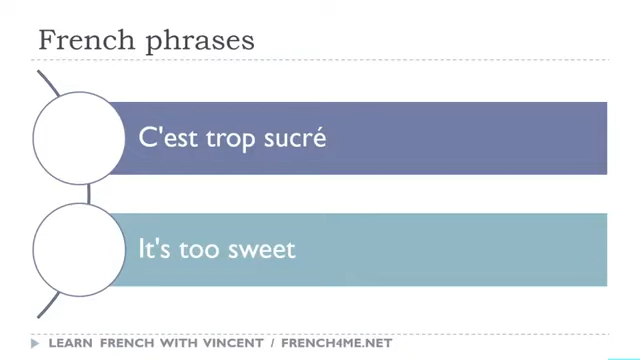 French phrases
C'est trop sucré
It's too sweet
LEARN FRENCH WITH VINCENT / FRENCH4ME.NET